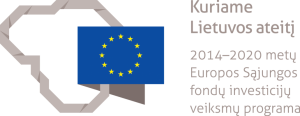 Kuriame
Lietuvos ateitį
2014–2020 metų
Europos Sąjungos
fondų investicijų
veiksmų programa